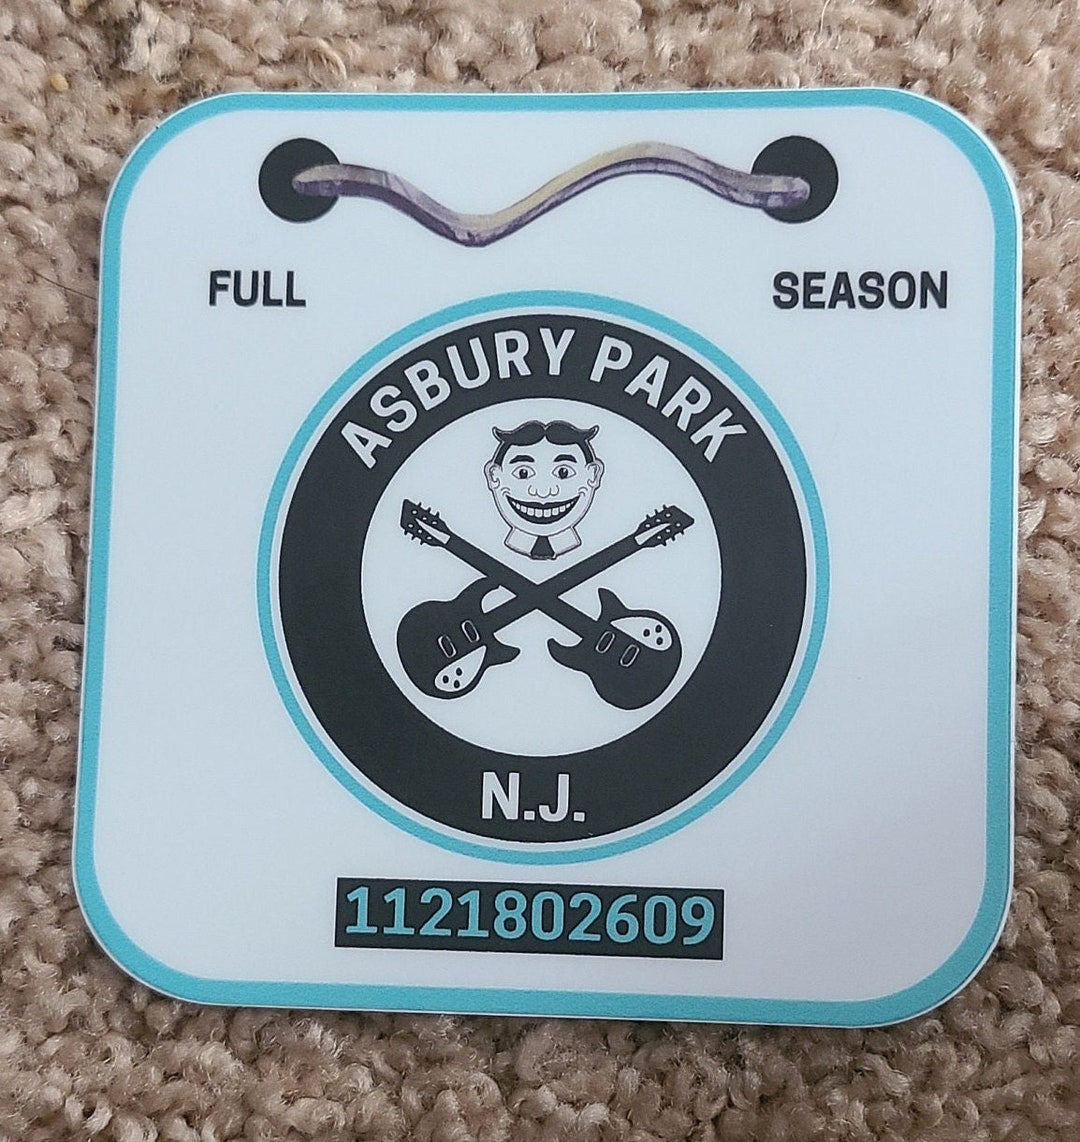 FULL SEASON
ASBURY PARK
N.J.
1121802609